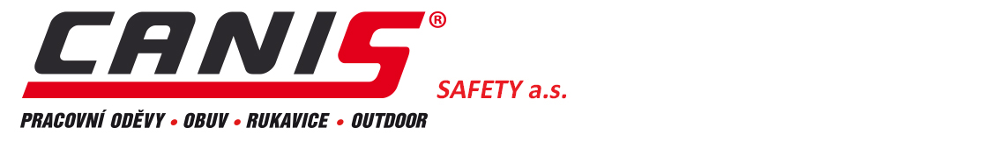 CANIS®
SAFETY a.s.
PRACOVNÍ ODĚVY • OBUV • RUKAVICE • OUTDOOR